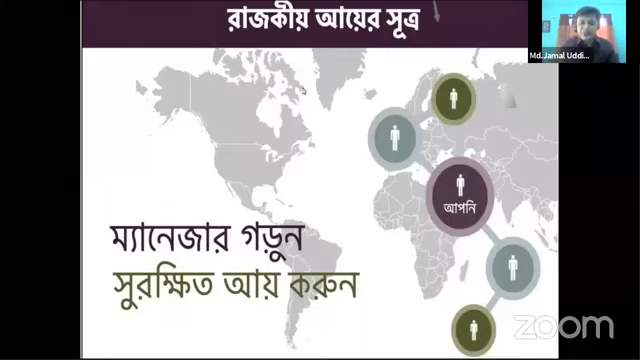 রাজকীয় আয়ের সূত্র
Md.Jamal Uddi...
আপনি
ম্যানেজার গড়ুন
সুরক্ষিত আয় করুন
zoom